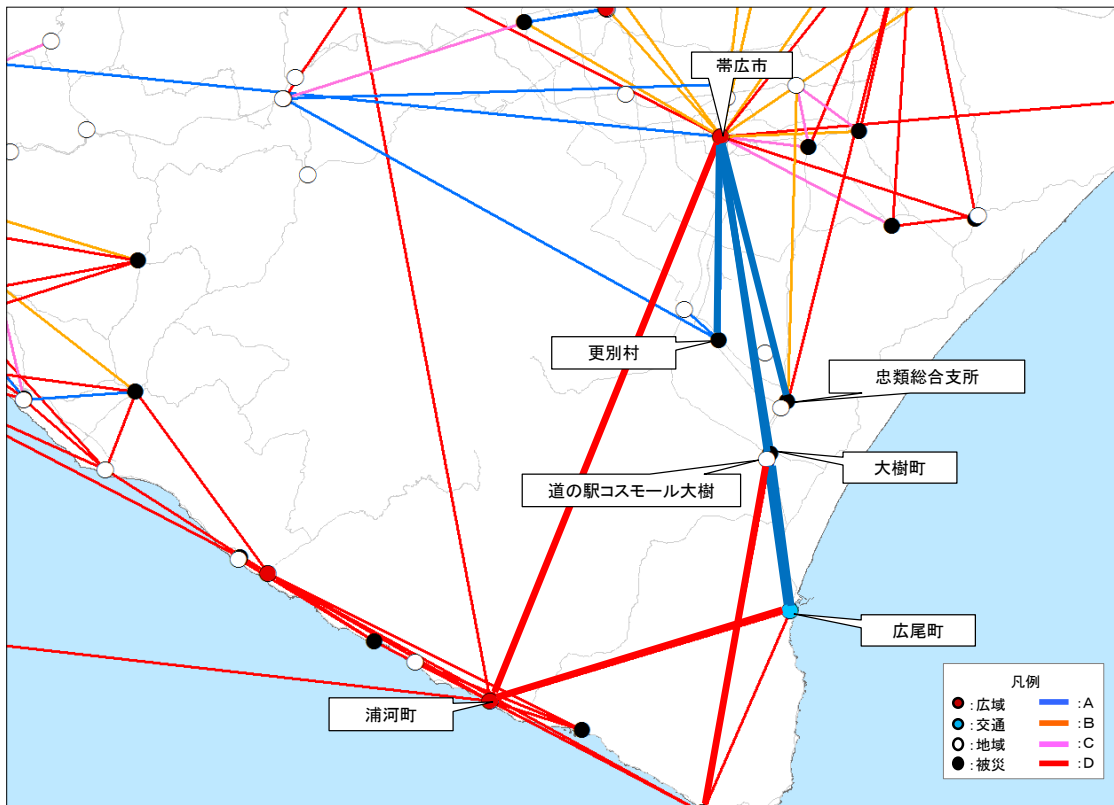 帯広市
更別村
忠類総合支所
大樹町
道の駅コスモール大樹
広尾町
浦河町
凡例
:広域 :A
:交通 :B
:地域 :C
:被災 :D